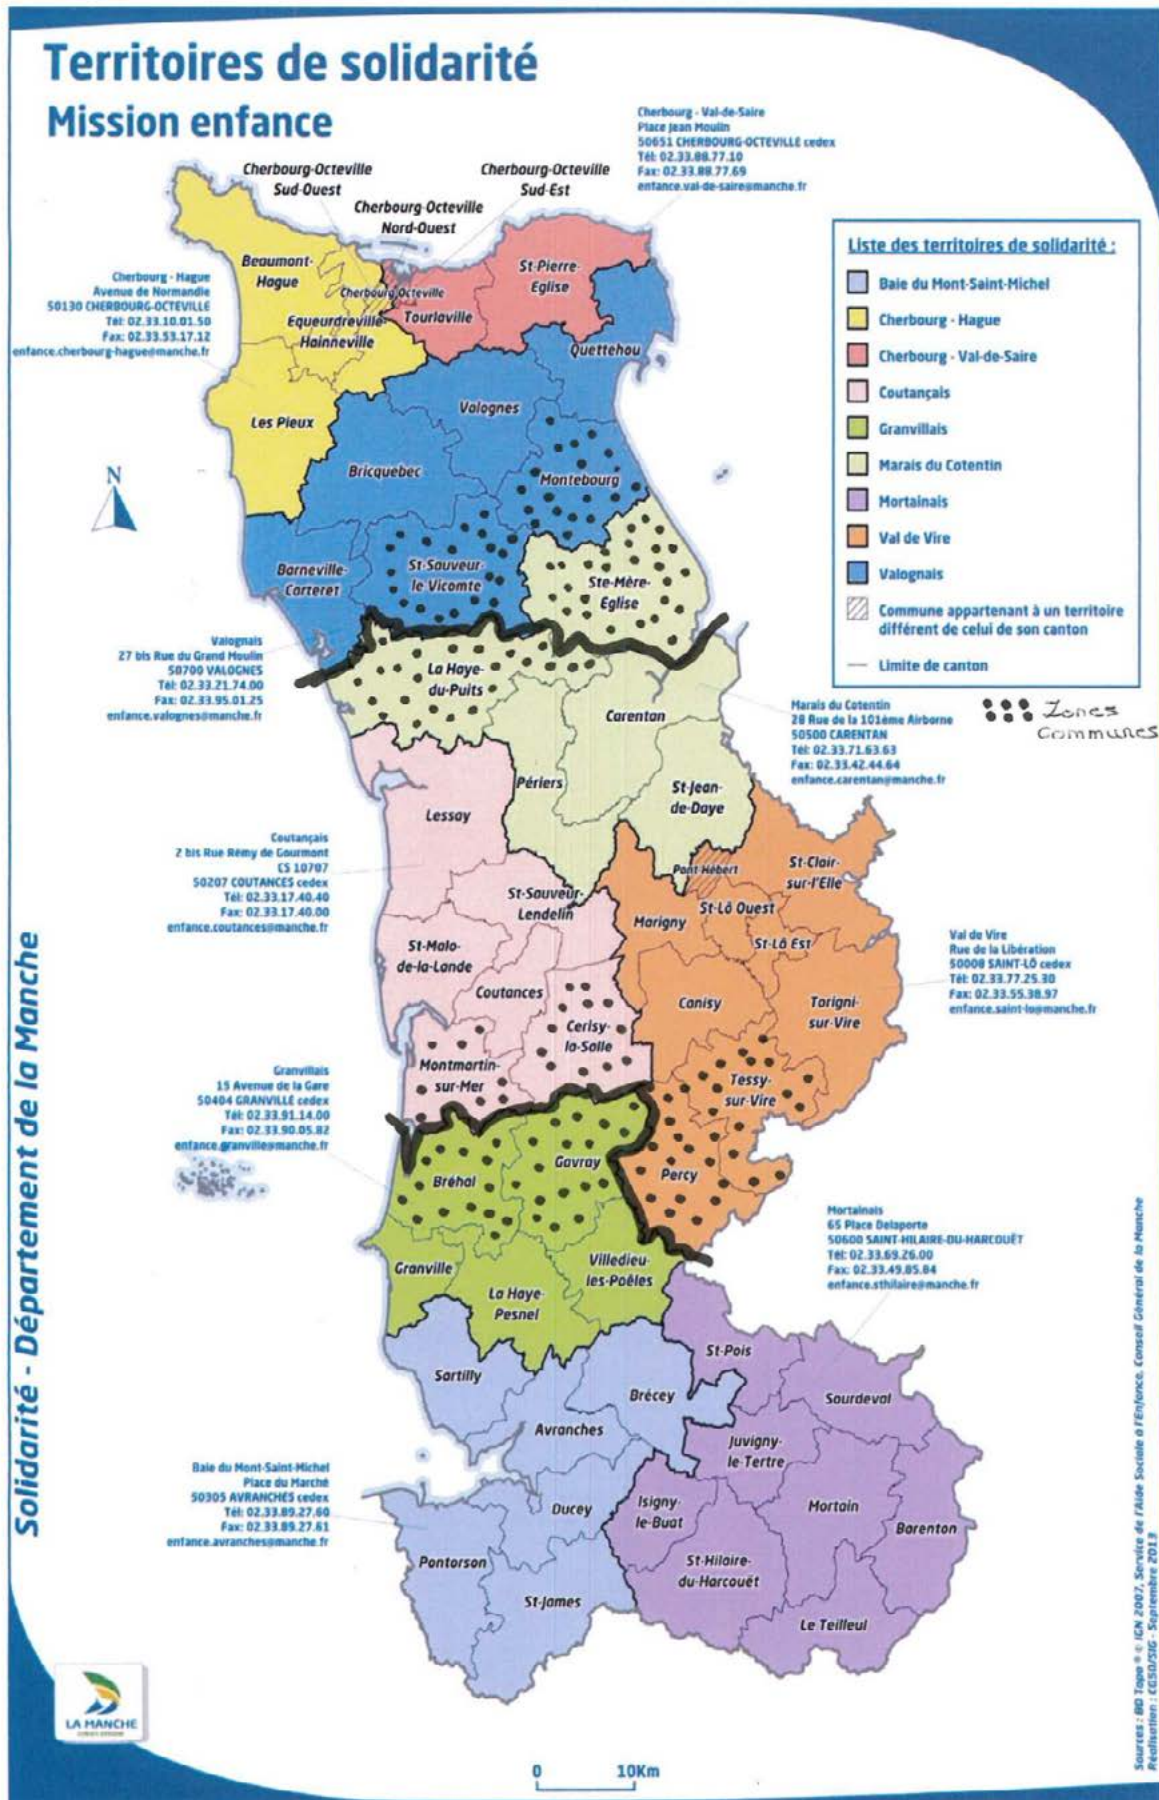 Territoires de solidarité
Mission enfance
Cherbourg - Val-de-Saire
Place Jean Moulin
50651 CHERBOURG-OCTEVILLE cedex
Tél: 02.33.88.77.10
Fax: 02.33.88.77.69
enfance.val-de-saire@manche.fr
Cherbourg-Octeville
Sud-Ouest
Cherbourg-Octeville
Sud-Est
Cherbourg-Octeville
Nord-Ouest
Cherbourg - Hague
Avenue de Normandie
50130 CHERBOURG-OCTEVILLE
Tél: 02.33.10.01.50
Fax: 02.33.53.17.12
enfance.cherbourg-hague@manche.fr
Beaumont-
Hague
Cherbourg-Octeville
Equeurdreville-
Hainneville
Tourlaville
St-Pierre-
Eglise
Quettehou
Les Pieux
Valognes
Bricquebec
Montebourg
N
Barneville-
Carteret
St-Sauveur-
le-Vicomte
Ste-Mère-
Eglise
Liste des territoires de solidarité :
Baie du Mont-Saint-Michel
Cherbourg - Hague
Cherbourg - Val-de-Saire
Coutançais
Granvillais
Marais du Cotentin
Mortainais
Val de Vire
Valognais
Commune appartenant à un territoire
différent de celui de son canton
Limite de canton
Zones
Communes
Valognais
27 bis Rue du Grand Moulin
50700 VALOGNES
Tél: 02.33.21.74.00
Fax: 02.33.95.01.25
enfance.valognes@manche.fr
La Haye-
du-Puits
Carentan
Périers
St-Jean-
de-Daye
Marais du Cotentin
28 Rue de la 101ème Airborne
50500 CARENTAN
Tél: 02.33.71.63.63
Fax: 02.33.42.44.64
enfance.carentan@manche.fr
Lessay
Coutançais
2 bis Rue Rémy de Gourmont
CS 10707
50207 COUTANCES cedex
Tél: 02.33.17.40.40
Fax: 02.33.17.40.00
enfance.coutances@manche.fr
St-Sauveur-
Lendelin
Pont Hébert
St-Clair-
sur-l'Elle
Marigny
St-Lô Ouest
St-Lô Est
St-Malo-
de-la-Lande
Coutances
Canisy
Torigni-
sur-Vire
Val de Vire
Rue de la Libération
50008 SAINT-LÔ cedex
Tél: 02.33.77.25.30
Fax: 02.33.55.38.97
enfance.saint-lo@manche.fr
Cerisy-
la-Salle
Montmartin-
sur-Mer
Tessy-
sur-Vire
Granvillais
15 Avenue de la Gare
50404 GRANVILLE cedex
Tél: 02.33.91.14.00
Fax: 02.33.90.05.82
enfance.granville@manche.fr
Bréhal
Gavray
Percy
Granville
La Haye-
Pesnel
Villedieu-
les-Poêles
Mortainais
65 Place Delaporte
50600 SAINT-HILAIRE-DU-HARCOUËT
Tél: 02.33.69.26.00
Fax: 02.33.49.85.84
enfance.sthilaire@manche.fr
Sartilly
Brécey
St-Pois
Sourdeval
Avranches
Juvigny-
le-Tertre
Baie du Mont-Saint-Michel
Place du Marché
50305 AVRANCHES cedex
Tél: 02.33.89.27.60
Fax: 02.33.89.27.61
enfance.avranches@manche.fr
Ducey
Isigny-
le-Buat
Mortain
Barenton
Pontorson
St-James
St-Hilaire-
du-Harcouët
Le Teilleul
LA MANCHE
0 10Km
Solidarité - Département de la Manche
Sources : BD Topo® © IGN 2007, Service de l'Aide Sociale à l'Enfance, Conseil Général de la Manche
Réalisation : CG50/SIG - Septembre 2013